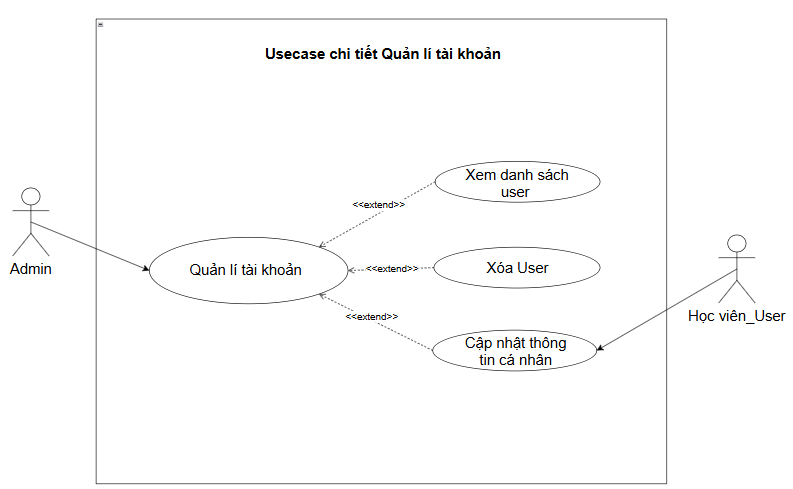 Usecase chi tiết Quản lí tài khoản
Xem danh sách
user
<<extend>>
Admin
Quản lí tài khoản
<<extend>>
Xóa User
<<extend>>
Học viên_User
Cập nhật thông
tin cá nhân